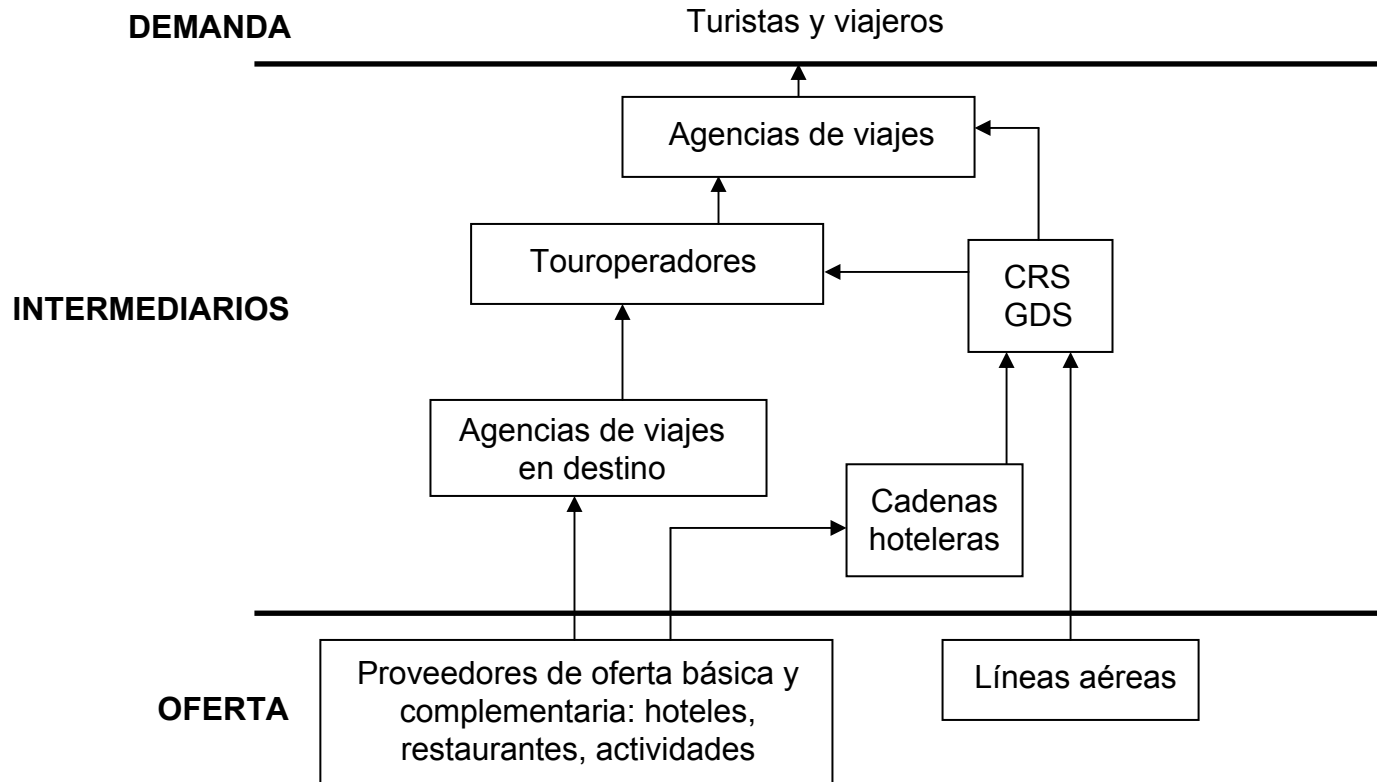 DEMANDA
Turistas y viajeros
Agencias de viajes
Touroperadores
CRS
GDS
INTERMEDIARIOS
Agencias de viajes
en destino
Cadenas
hoteleras
Proveedores de oferta básica y
complementaria: hoteles,
restaurantes, actividades
Líneas aéreas
OFERTA